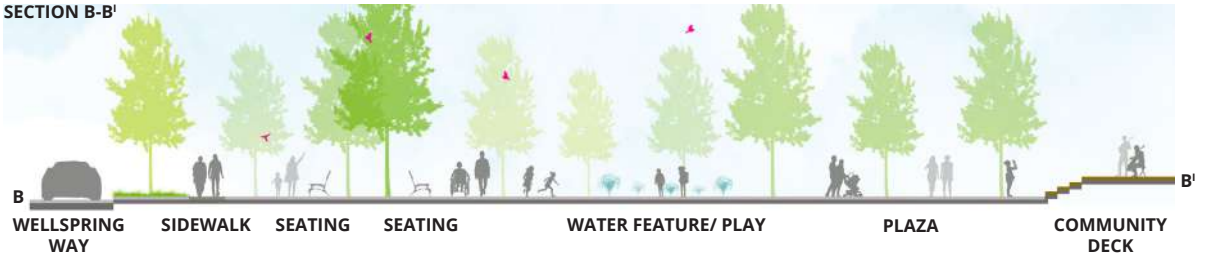 SECTION B-B'
B
B'
WELLSPRING
WAY
SIDEWALK
SEATING
SEATING
WATER FEATURE/ PLAY
PLAZA
COMMUNITY
DECK